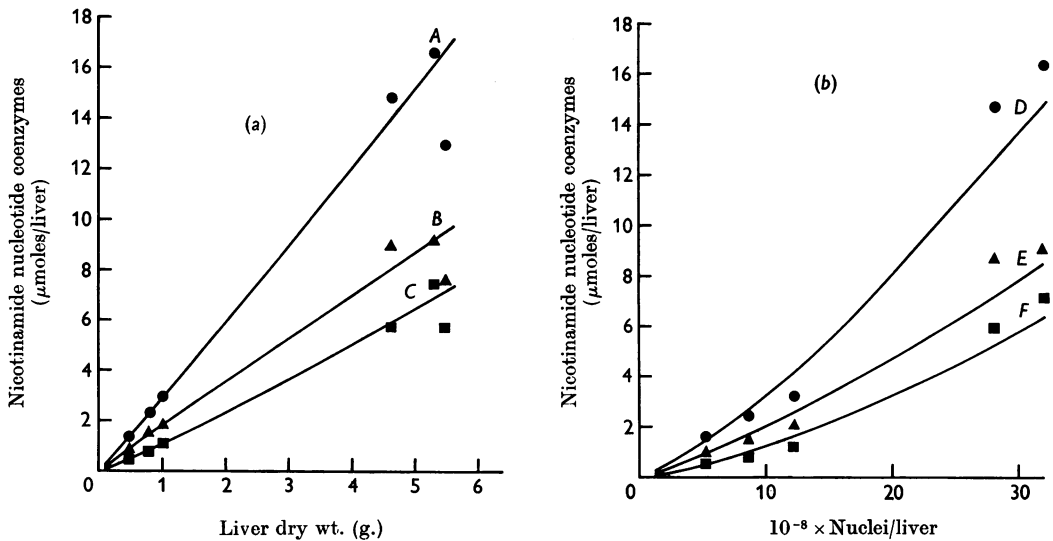 Nicotinamide nucleotide coenzymes
(μmoles/liver)
18
16
14
12
10
8
6
4
2
0
1
2
3
4
5
6
(a)
A
B
C
Liver dry wt. (g.)
Nicotinamide nucleotide coenzymes
(μmoles/liver)
18
16
14
12
10
8
6
4
2
0
10
20
30
(b)
D
E
F
10⁻⁸ × Nuclei/liver